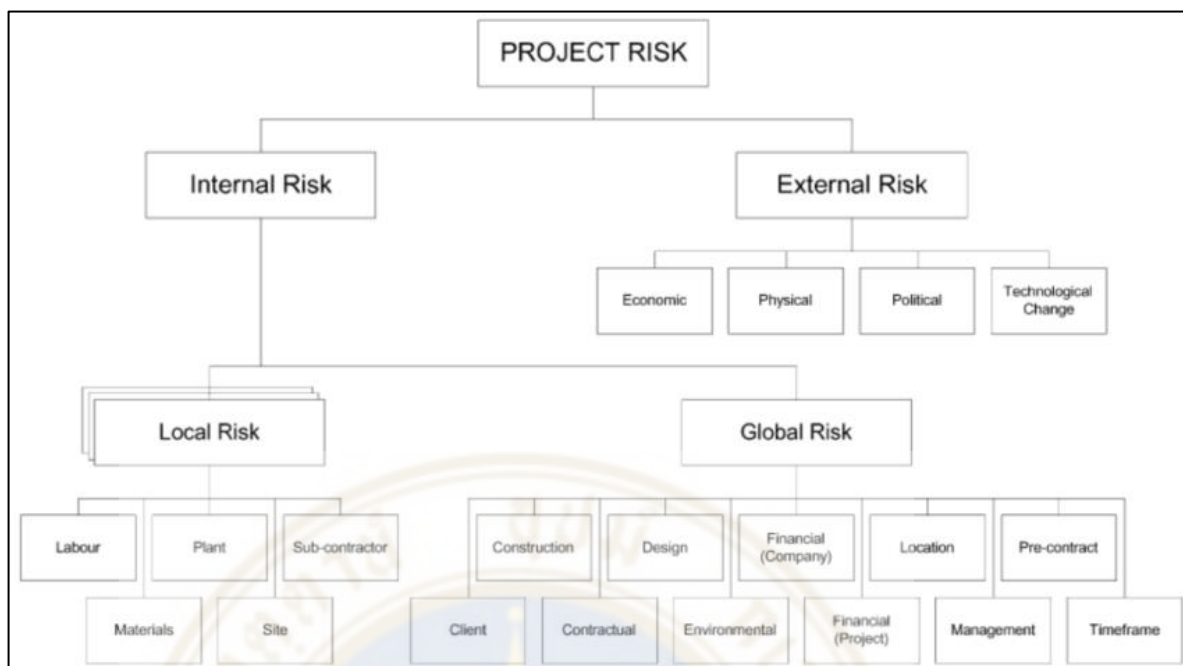 PROJECT RISK
Internal Risk
External Risk
Economic
Physical
Political
Technological
Change
Local Risk
Global Risk
Labour
Plant
Sub-contractor
Construction
Design
Financial
(Company)
Location
Pre-contract
Materials
Site
Client
Contractual
Environmental
Financial
(Project)
Management
Timeframe